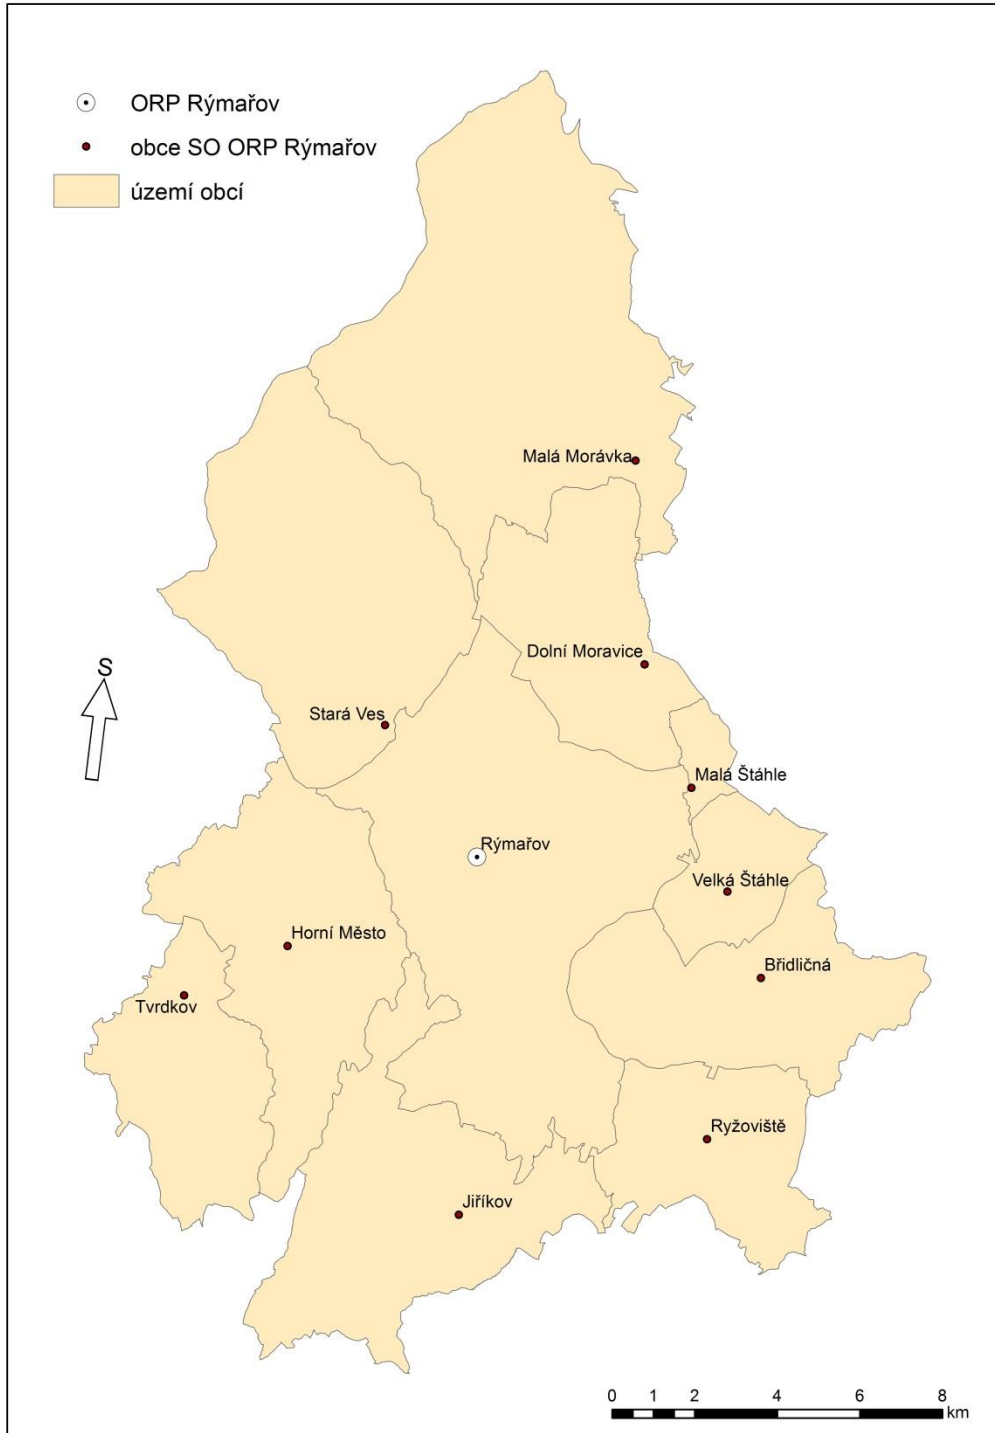 ORP Rýmařov
obce SO ORP Rýmařov
území obcí
Malá Morávka
Dolní Moravice
S
Stará Ves
Malá Štáhle
Rýmařov
Velká Štáhle
Horní Město
Břidličná
Tvrdkov
Ryžoviště
Jiříkov
0 1 2 4 6 8
km